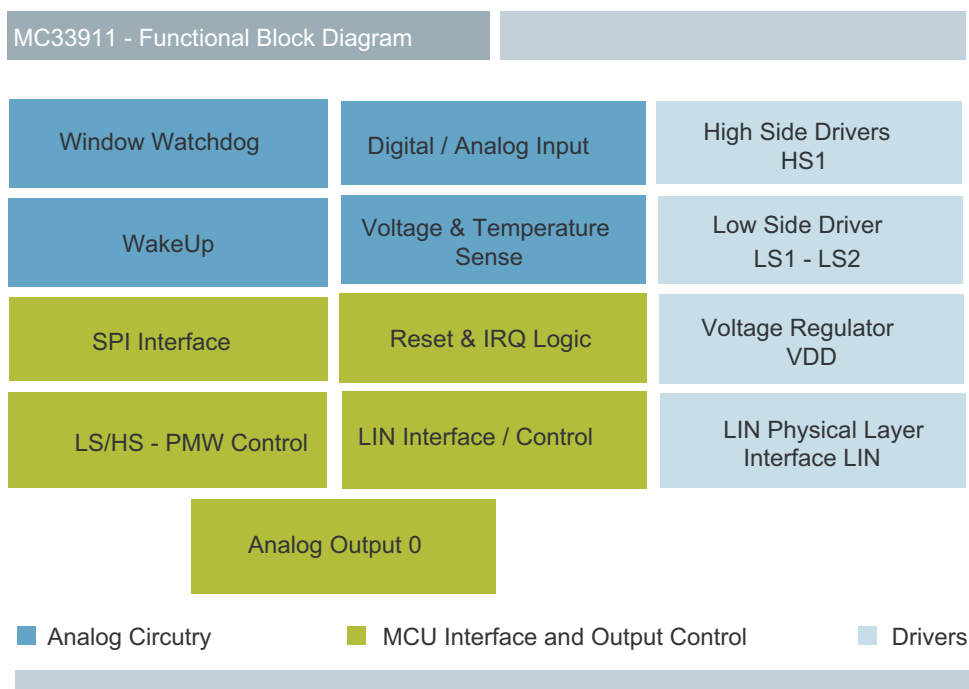 MC33911 - Functional Block Diagram
Window Watchdog
Digital / Analog Input
High Side Drivers
HS1
WakeUp
Voltage & Temperature
Sense
Low Side Driver
LS1 - LS2
SPI Interface
Reset & IRQ Logic
Voltage Regulator
VDD
LS/HS - PMW Control
LIN Interface / Control
LIN Physical Layer
Interface LIN
Analog Output 0
Analog Circutry
MCU Interface and Output Control
Drivers